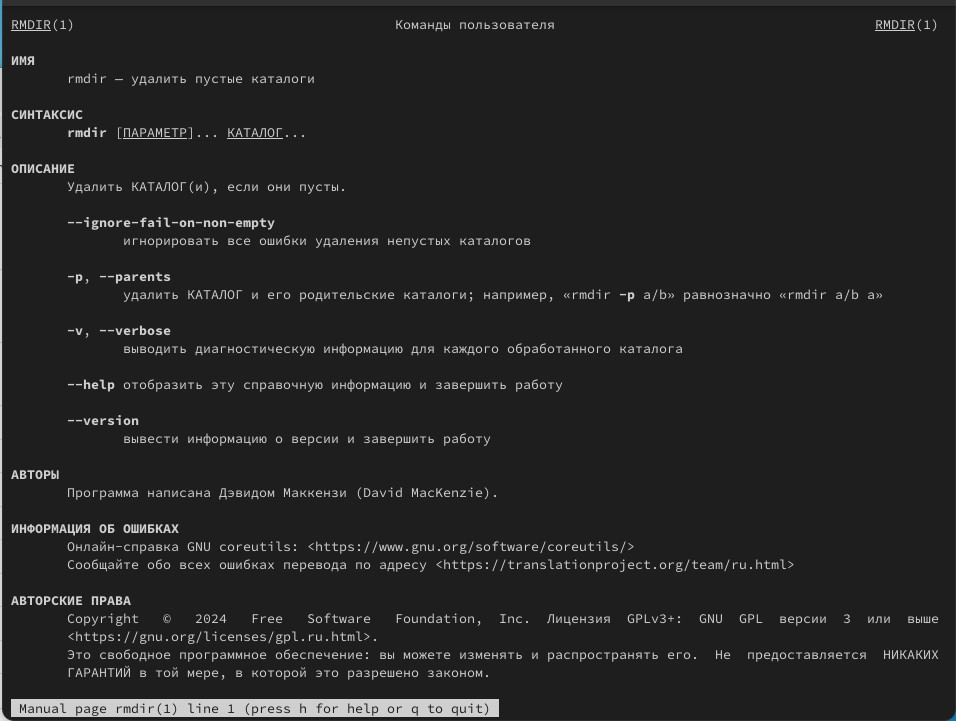 RMDIR(1) Команды пользователя RMDIR(1)
ИМЯ
rmdir — удалить пустые каталоги
СИНТАКСИС
rmdir [ПАРАМЕТР]... КАТАЛОГ...
ОПИСАНИЕ
Удалить КАТАЛОГ(и), если они пусты.
--ignore-fail-on-non-empty
игнорировать все ошибки удаления непустых каталогов
-p, --parents
удалить КАТАЛОГ и его родительские каталоги; например, «rmdir -p a/b» равнозначно «rmdir a/b a»
-v, --verbose
выводить диагностическую информацию для каждого обработанного каталога
--help отобразить эту справочную информацию и завершить работу
--version
вывести информацию о версии и завершить работу
АВТОРЫ
Программа написана Дэвидом Маккензи (David MacKenzie).
ИНФОРМАЦИЯ ОБ ОШИБКАХ
Онлайн-справка GNU coreutils: <https://www.gnu.org/software/coreutils/>
Сообщайте обо всех ошибках перевода по адресу <https://translationproject.org/team/ru.html>
АВТОРСКИЕ ПРАВА
Copyright © 2024 Free Software Foundation, Inc. Лицензия GPLv3+: GNU GPL версии 3 или выше
<https://gnu.org/licenses/gpl.ru.html>.
Это свободное программное обеспечение: вы можете изменять и распространять его. Не предоставляется НИКАКИХ
ГАРАНТИЙ в той мере, в которой это разрешено законом.
Manual page rmdir(1) line 1 (press h for help or q to quit)